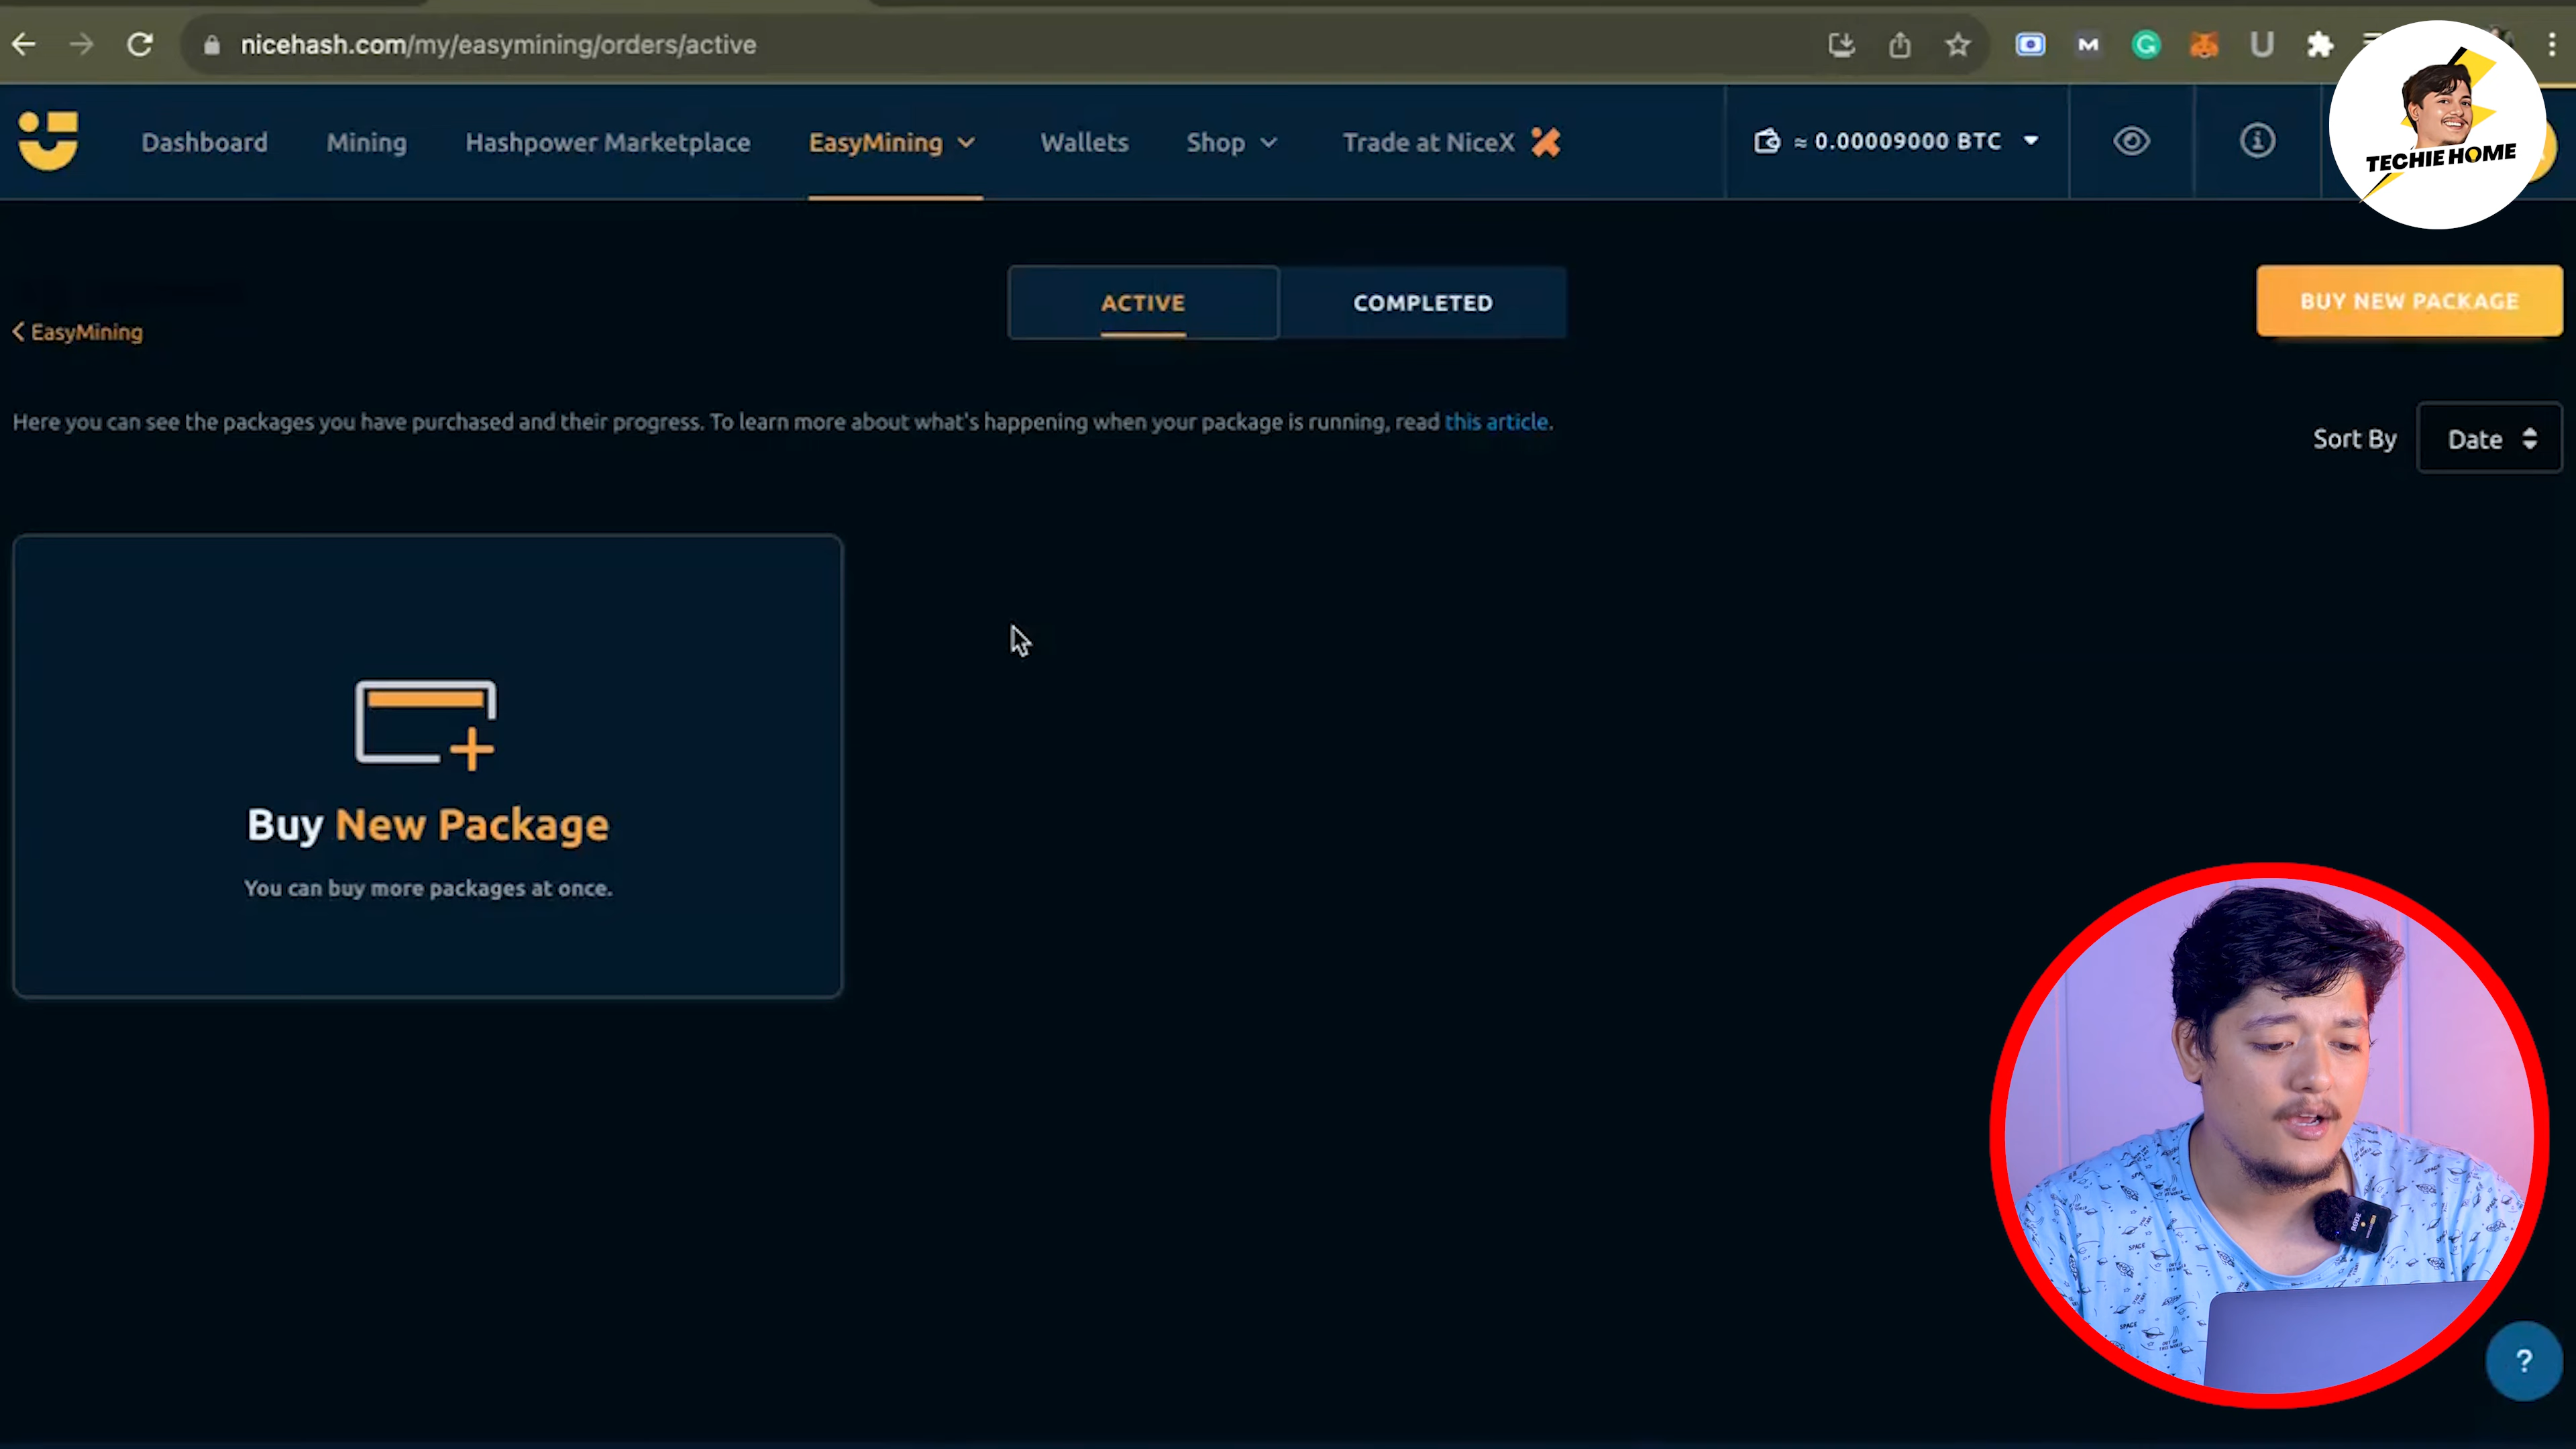 nicehash.com/my/easymining/orders/active
Dashboard
Mining
Hashpower Marketplace
EasyMining
Wallets
Shop
Trade at NiceX
≈ 0.00009000 BTC
TECHIE HOME
ACTIVE
COMPLETED
BUY NEW PACKAGE
EasyMining
Here you can see the packages you have purchased and their progress. To learn more about what's happening when your package is running, read this article.
Sort By
Date
Buy New Package
You can buy more packages at once.
?